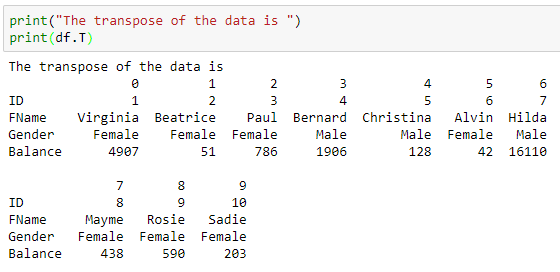 print("The transpose of the data is ")
print(df.T)
The transpose of the data is
                0         1       2        3          4       5      6
ID              1         2       3        4          5       6      7
FName    Virginia  Beatrice    Paul  Bernard  Christina   Alvin  Hilda
Gender     Female    Female  Female     Male       Male  Female   Male
Balance      4907        51     786     1906        128      42  16110
              7       8       9
ID            8       9      10
FName     Mayme   Rosie   Sadie
Gender   Female  Female  Female
Balance     438     590     203